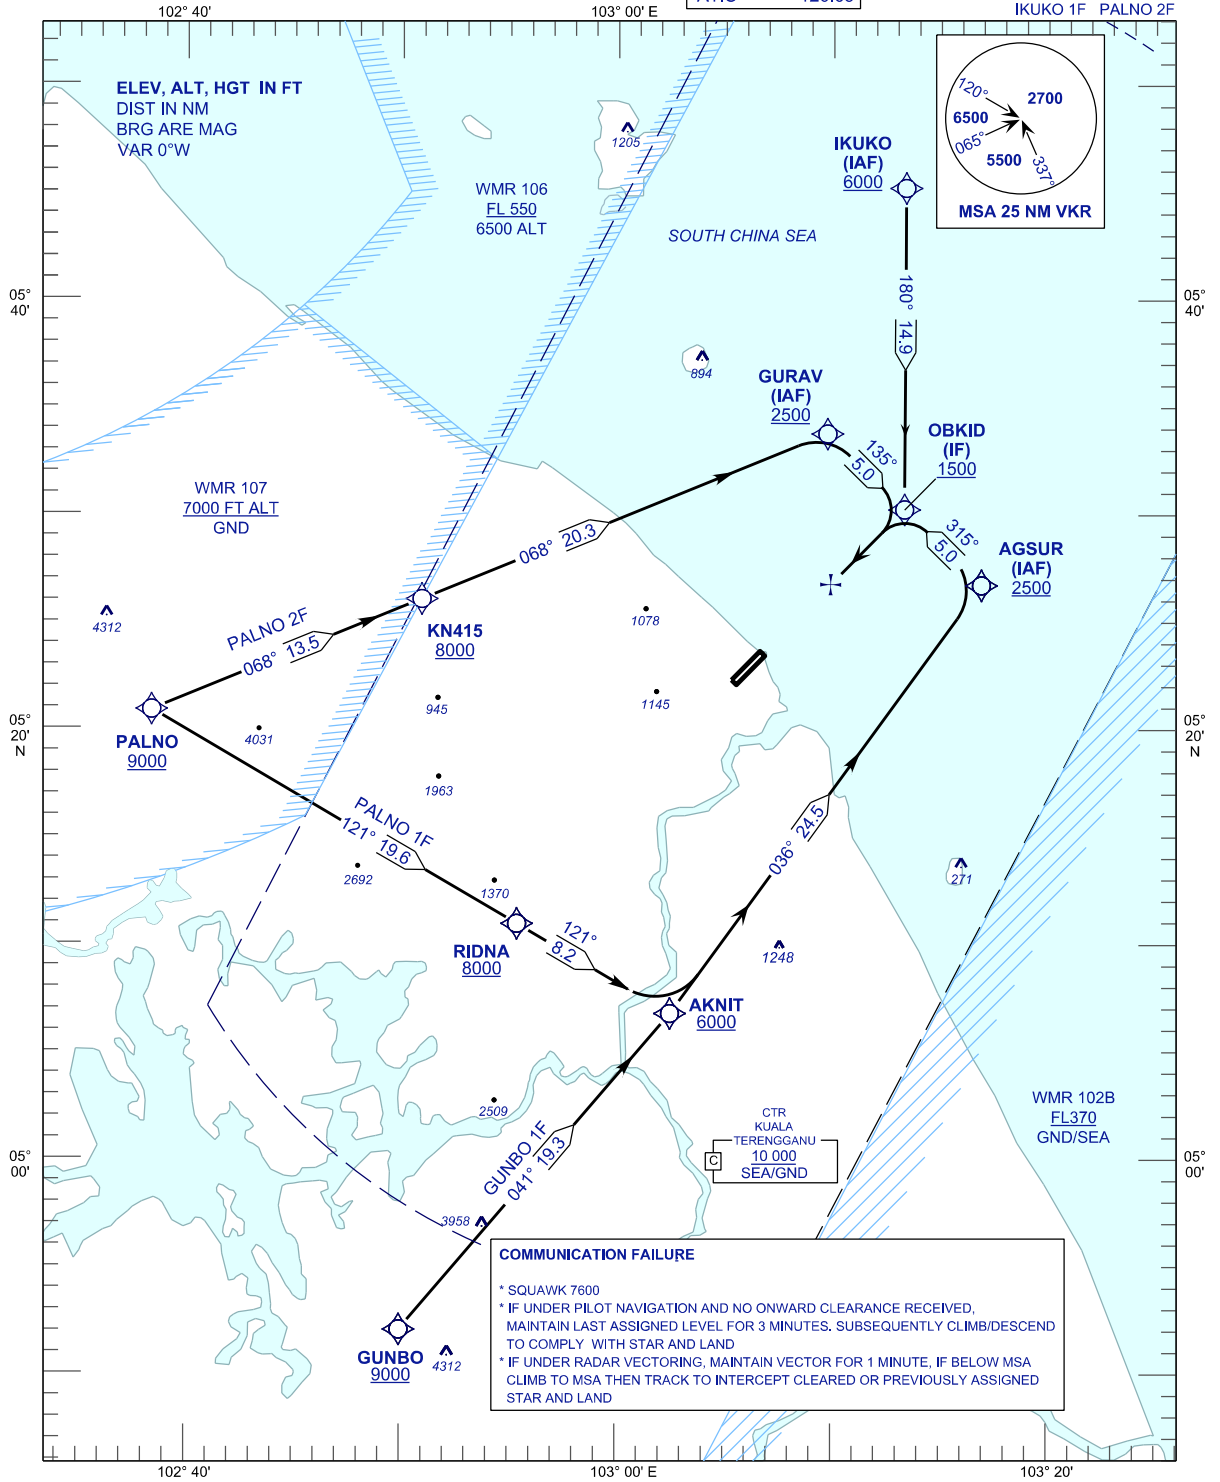 102° 40'
103° 00' E
IKUKO 1F PALNO 2F
ELEV, ALT, HGT IN FT
DIST IN NM
BRG ARE MAG
VAR 0°W
120°
2700
6500
065°
5500
337°
MSA 25 NM VKR
1205
IKUKO
(IAF)
6000
WMR 106
FL 550
6500 ALT
SOUTH CHINA SEA
05°
40'
05°
40'
180° 14.9
894
GURAV
(IAF)
2500
OBKID
(IF)
1500
135°
5.0
315°
5.0
AGSUR
(IAF)
2500
WMR 107
7000 FT ALT
GND
068° 20.3
4312
PALNO 2F
068° 13.5
KN415
8000
1078
1145
945
PALNO
9000
4031
05°
20'
N
05°
20'
N
1963
PALNO 1F
121° 19.6
036° 24.5
2692
1370
271
RIDNA
8000
121°
8.2
1248
AKNIT
6000
2509
GUNBO 1F
041° 19.3
CTR
KUALA
TERENGGANU
10 000
SEA/GND
C
WMR 102B
FL370
GND/SEA
05°
00'
05°
00'
3958
GUNBO
9000
4312
COMMUNICATION FAILURE
* SQUAWK 7600
* IF UNDER PILOT NAVIGATION AND NO ONWARD CLEARANCE RECEIVED,
MAINTAIN LAST ASSIGNED LEVEL FOR 3 MINUTES. SUBSEQUENTLY CLIMB/DESCEND
TO COMPLY WITH STAR AND LAND
* IF UNDER RADAR VECTORING, MAINTAIN VECTOR FOR 1 MINUTE, IF BELOW MSA
CLIMB TO MSA THEN TRACK TO INTERCEPT CLEARED OR PREVIOUSLY ASSIGNED
STAR AND LAND
102° 40'
103° 00' E
103° 20'